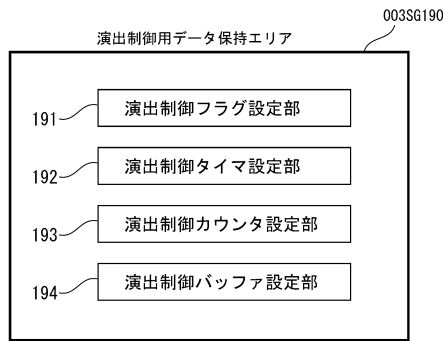 003SG190
演出制御用データ保持エリア
191 演出制御フラグ設定部
192 演出制御タイマ設定部
193 演出制御カウンタ設定部
194 演出制御バッファ設定部